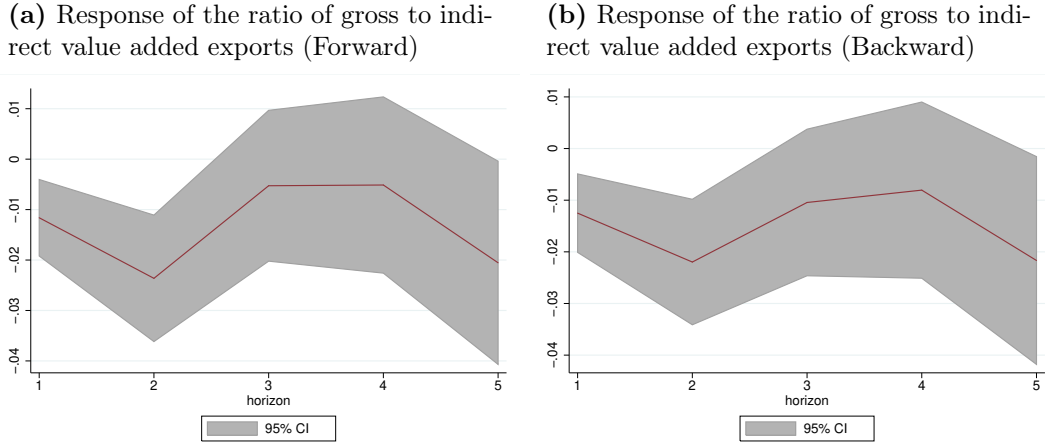 (a) Response of the ratio of gross to indi-
rect value added exports (Forward)
.01
0
-.01
-.02
-.03
-.04
1 2 3 4 5
horizon
95% CI
(b) Response of the ratio of gross to indi-
rect value added exports (Backward)
.01
0
-.01
-.02
-.03
-.04
1 2 3 4 5
horizon
95% CI